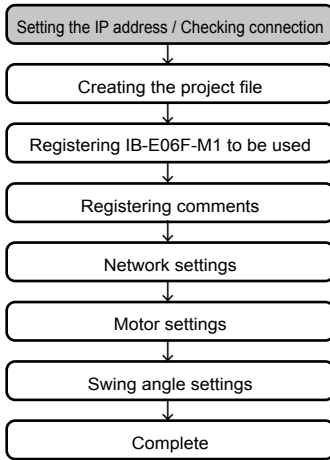 Setting the IP address / Checking connection
Creating the project file
Registering IB-E06F-M1 to be used
Registering comments
Network settings
Motor settings
Swing angle settings
Complete